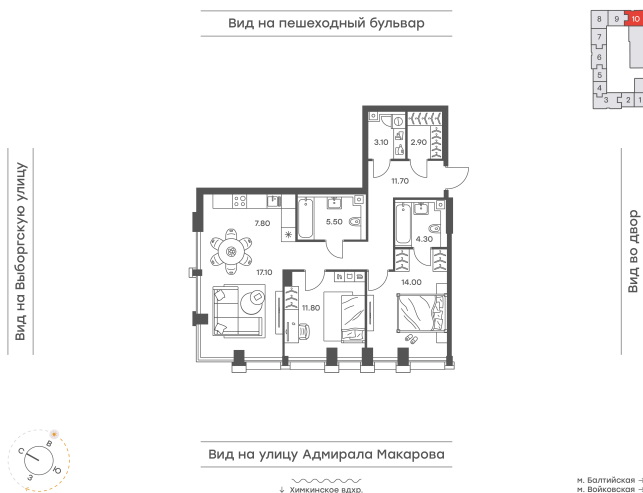 Вид на пешеходный бульвар
8 9 10
7
6
5
4
3 2 1
Вид на Выборгскую улицу
Вид во двор
3.10 2.90
11.70
7.80 5.50 4.30
17.10 14.00
11.80
Вид на улицу Адмирала Макарова
С В
З Ю
↓ Химкинское вдхр.
м. Балтийская
м. Войковская